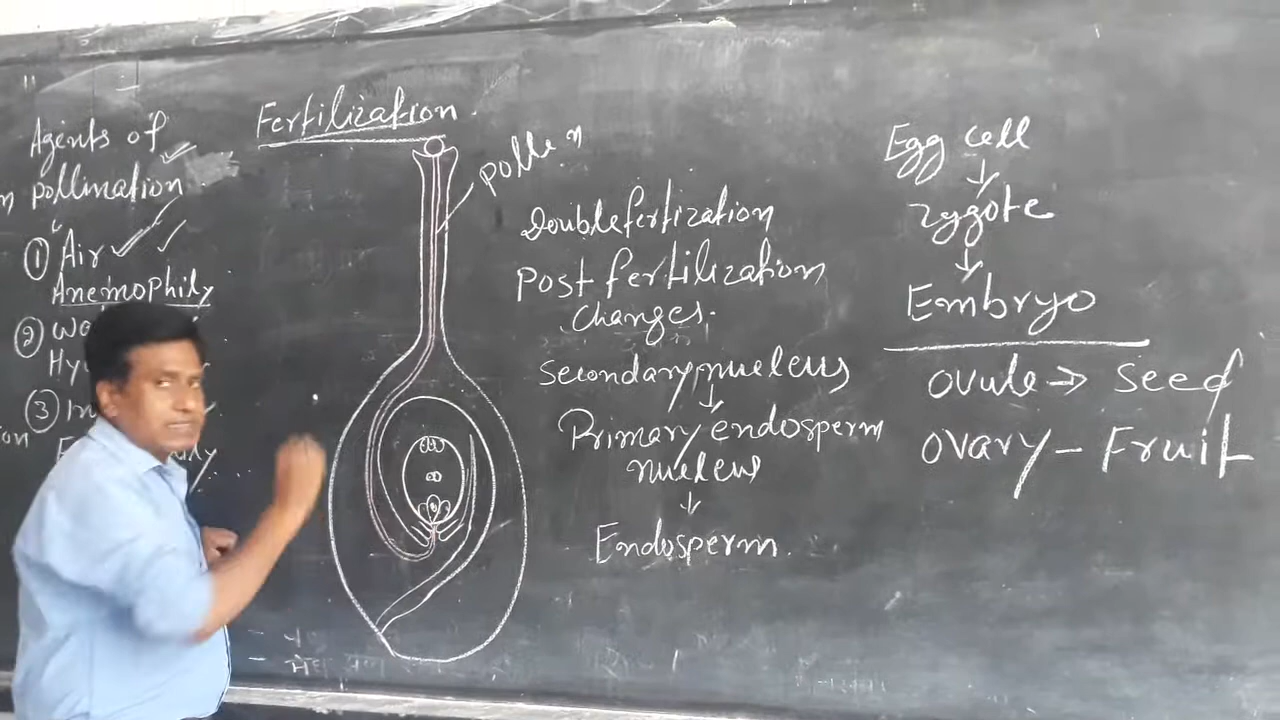 Agents of
pollination
① Air
Anemophily
②
③
Fertilization
pollen
Doublefertization
Post fertilization
changes.
Secondary nucleus
↓
Primary endosperm
nucleus
↓
Endosperm.
Egg cell
↓
Zygote
↓
Embryo
Ovule → Seed
Ovary - Fruit